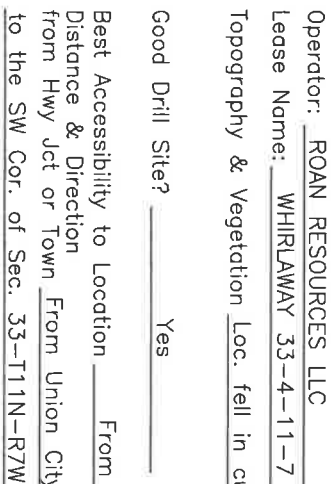 Operator: ROAN RESOURCES LLC
Lease Name: WHIRLAWAY 33-4-11-7
Topography & Vegetation Loc. fell in
Good Drill Site? Yes
Best Accessibility to Location From
Distance & Direction
from Hwy Jct or Town From Union City
to the SW Cor. of Sec. 33-T11N-R7W